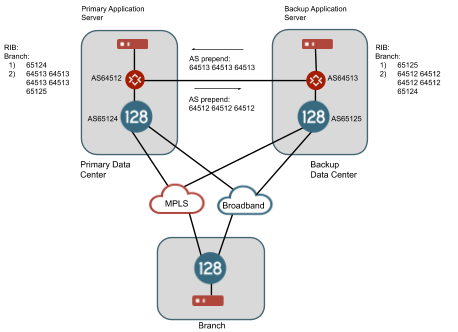 Primary Application
Server
Backup Application
Server
RIB:
Branch:
1) 65124
2) 64513 64513
64513 64513
65125
AS prepend:
64513 64513 64513
RIB:
Branch:
1) 65125
2) 64512 64512
64512 64512
65124
AS64512
AS64513
AS prepend:
64512 64512 64512
AS65124
128
128
AS65125
Primary Data
Center
Backup
Data Center
MPLS
Broadband
128
Branch